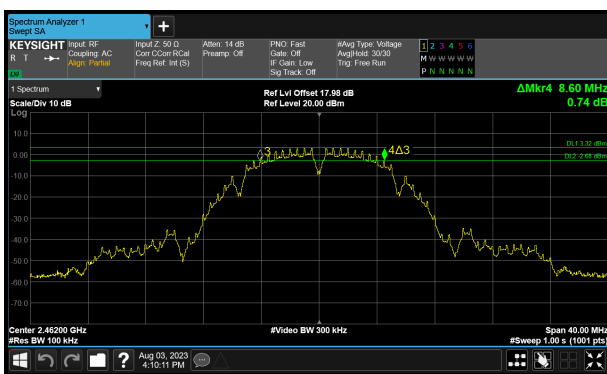 Spectrum Analyzer 1
Swept SA
+
KEYSIGHT
R T
Input: RF
Coupling: AC
Align: Partial
Input Z: 50 Ω
Corr CCorr RCal
Freq Ref: Int (S)
Atten: 14 dB
Preamp: Off
PNO: Fast
Gate: Off
IF Gain: Low
Sig Track: Off
#Avg Type: Voltage
Avg|Hold: 30/30
Trig: Free Run
1 2 3 4 5 6
M W W W W W
P N N N N N
1 Spectrum
Scale/Div 10 dB
Log
Ref Lvl Offset 17.98 dB
Ref Level 20.00 dBm
ΔMkr4 8.60 MHz
0.74 dB
10.0
0.00
-10.0
-20.0
-30.0
-40.0
-50.0
-60.0
-70.0
3
4Δ3
DL1 3.32 dBm
DL2 -2.68 dBm
Center 2.46200 GHz
#Res BW 100 kHz
#Video BW 300 kHz
Span 40.00 MHz
#Sweep 1.00 s (1001 pts)
?
Aug 03, 2023
4:10:11 PM